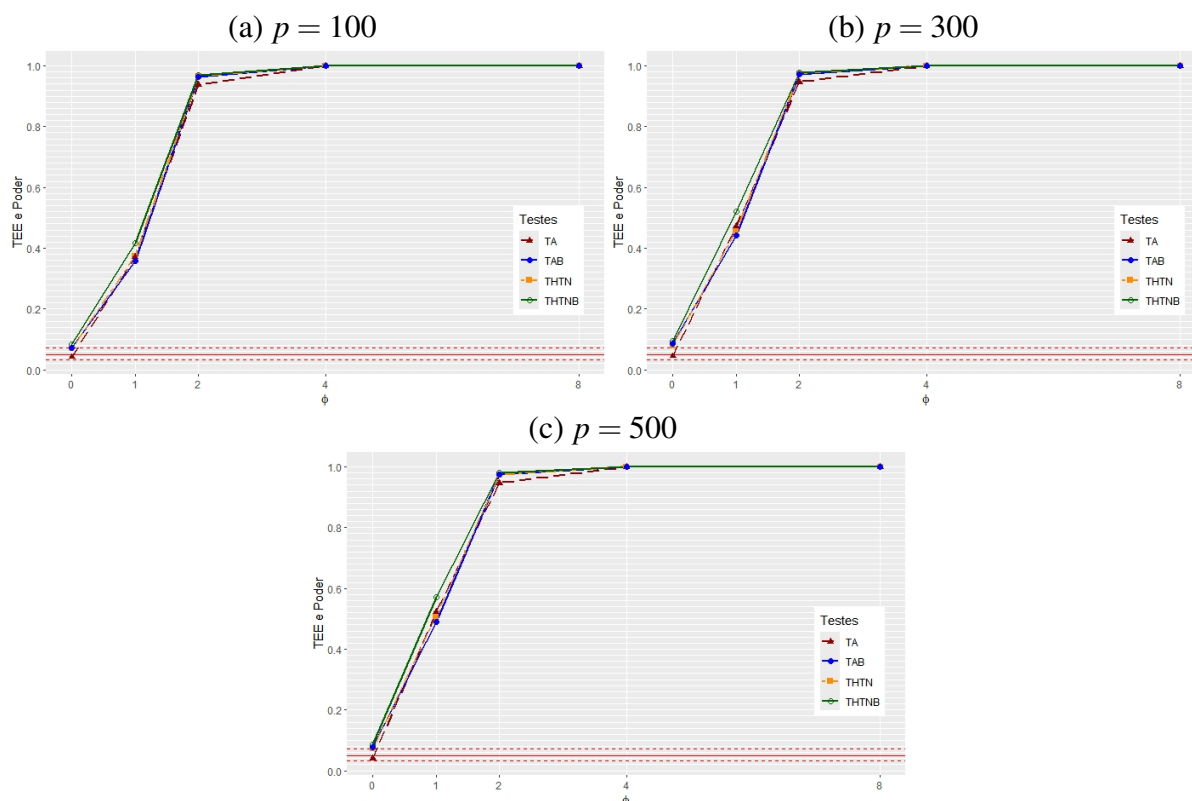 (a) p = 100
TEE e Poder
1.0
0.8
0.6
0.4
0.2
0.0
Testes
TA
TAB
THTN
THTNB
0 1 2 4 8
ϕ
(b) p = 300
TEE e Poder
1.0
0.8
0.6
0.4
0.2
0.0
Testes
TA
TAB
THTN
THTNB
0 1 2 4 8
ϕ
(c) p = 500
TEE e Poder
1.0
0.8
0.6
0.4
0.2
0.0
Testes
TA
TAB
THTN
THTNB
0 1 2 4 8
ϕ